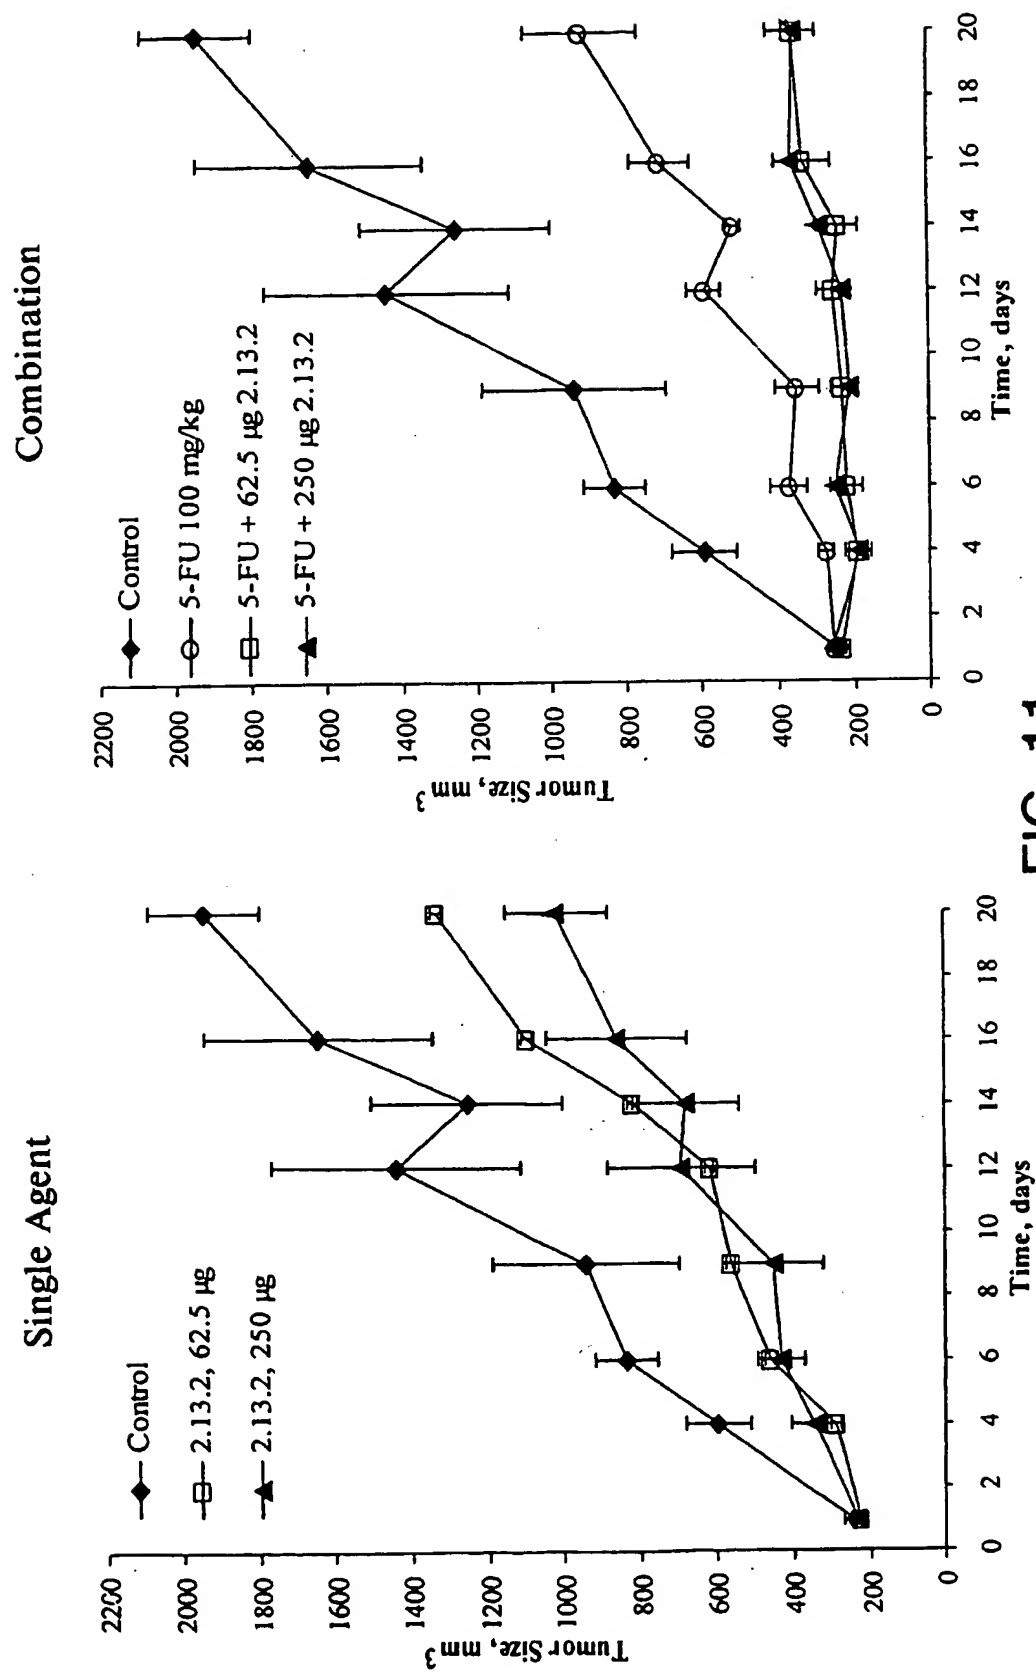 Single Agent
Control
2.13.2, 62.5 µg
2.13.2, 250 µg
2200
2000
1800
1600
1400
1200
1000
800
600
400
200
Tumor Size, mm³
0 2 4 6 8 10 12 14 16 18 20
Time, days
Combination
Control
5-FU 100 mg/kg
5-FU + 62.5 µg 2.13.2
5-FU + 250 µg 2.13.2
2200
2000
1800
1600
1400
1200
1000
800
600
400
200
0
Tumor Size, mm³
0 2 4 6 8 10 12 14 16 18 20
Time, days
FIG. 11